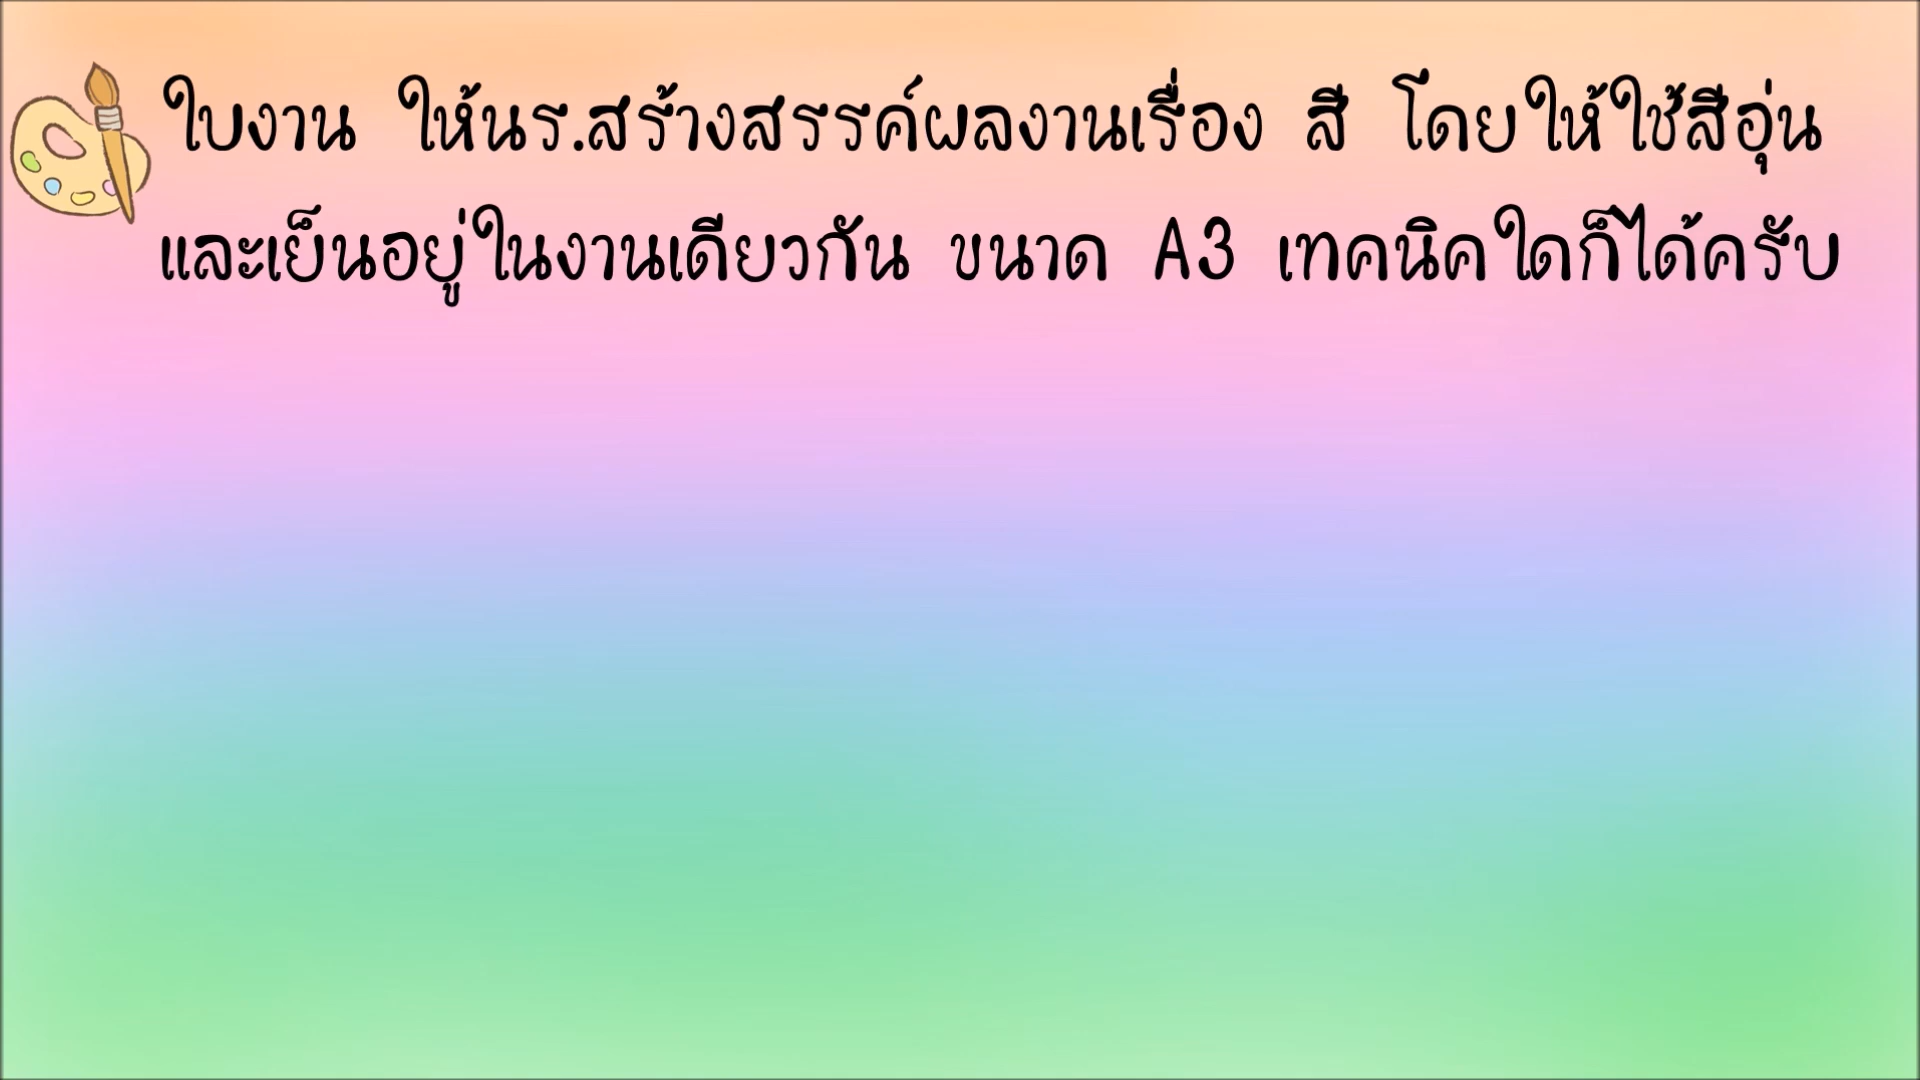 ใบงาน ให้นร.สร้างสรรค์ผลงานเรื่อง สี โดยให้ใช้สีอุ่น
และเย็นอยู่ในงานเดียวกัน ขนาด A3 เทคนิคใดก็ได้ครับ